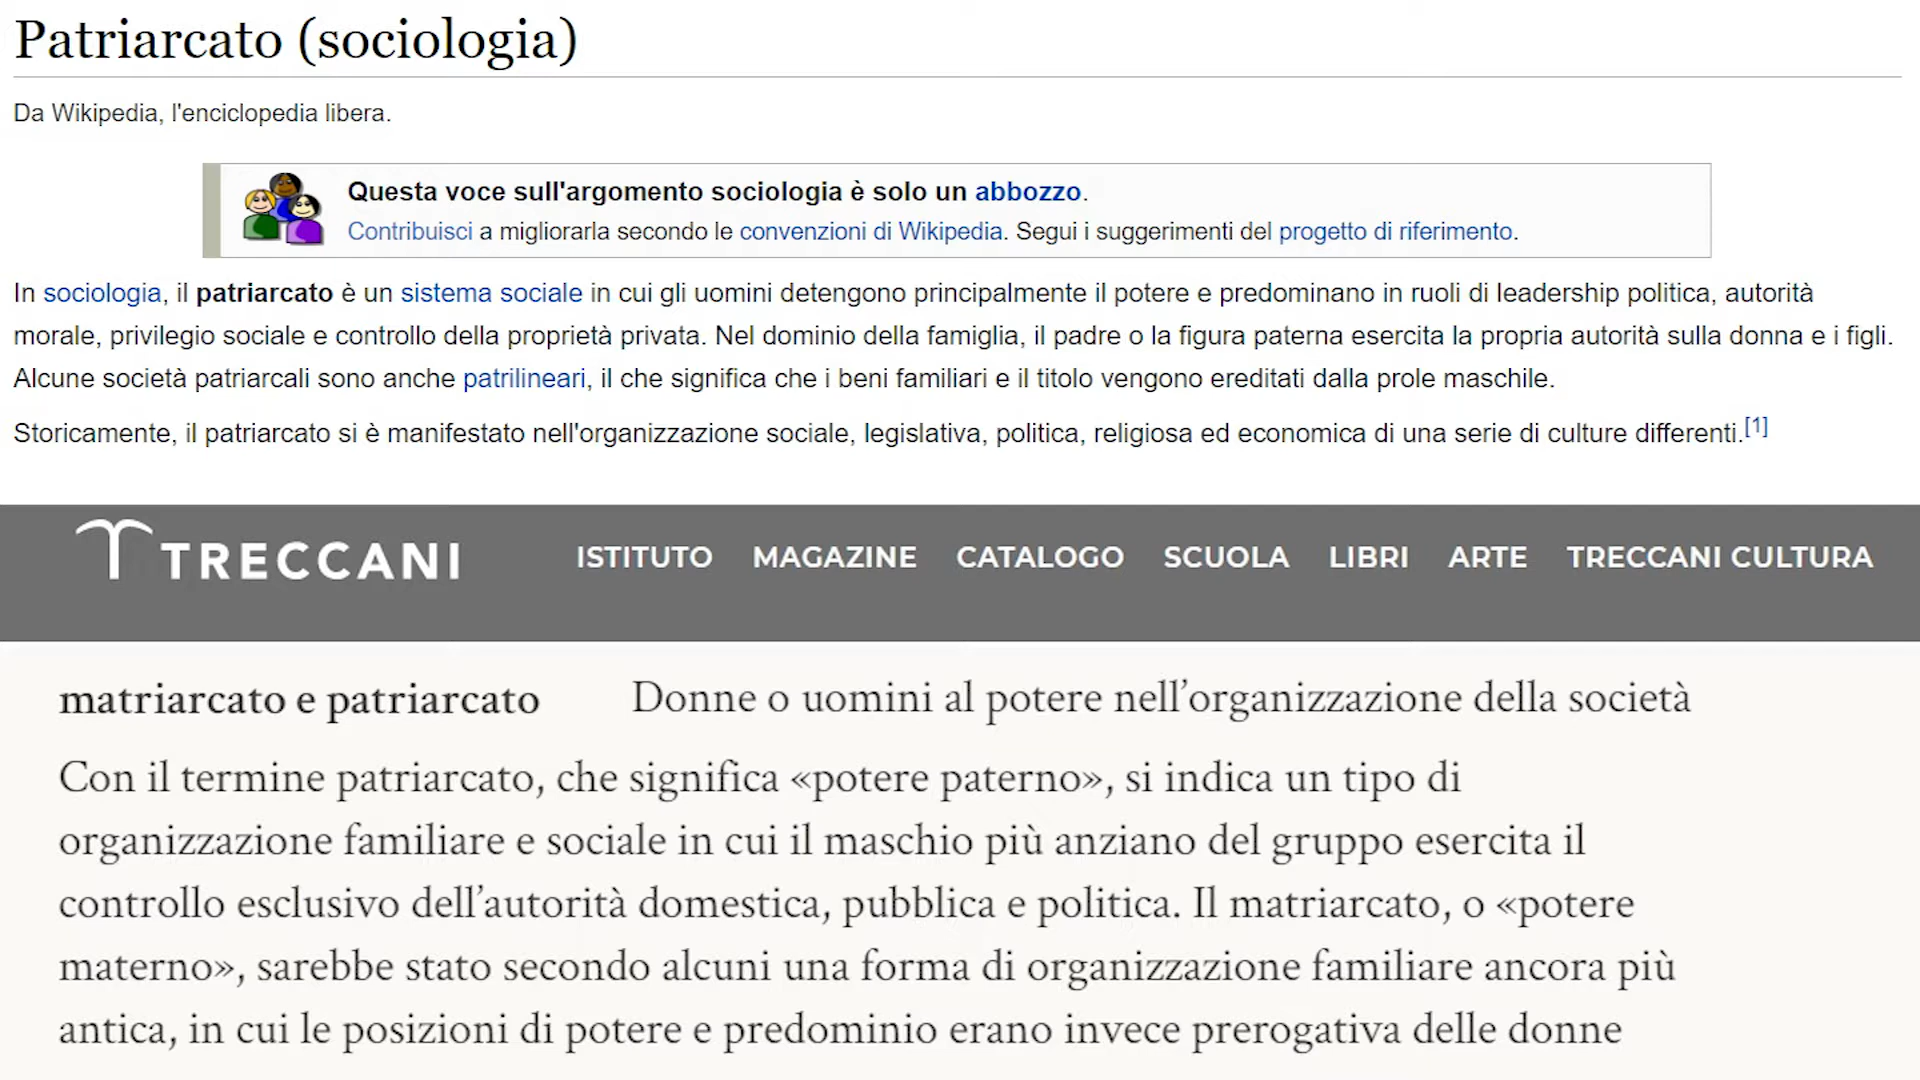 Patriarcato (sociologia)
Da Wikipedia, l'enciclopedia libera.
Questa voce sull'argomento sociologia è solo un abbozzo.
Contribuisci a migliorarla secondo le convenzioni di Wikipedia. Segui i suggerimenti del progetto di riferimento.
In sociologia, il patriarcato è un sistema sociale in cui gli uomini detengono principalmente il potere e predominano in ruoli di leadership politica, autorità
morale, privilegio sociale e controllo della proprietà privata. Nel dominio della famiglia, il padre o la figura paterna esercita la propria autorità sulla donna e i figli.
Alcune società patriarcali sono anche patrilineari, il che significa che i beni familiari e il titolo vengono ereditati dalla prole maschile.
Storicamente, il patriarcato si è manifestato nell'organizzazione sociale, legislativa, politica, religiosa ed economica di una serie di culture differenti.[1]
TRECCANI ISTITUTO MAGAZINE CATALOGO SCUOLA LIBRI ARTE TRECCANI CULTURA
matriarcato e patriarcato Donne o uomini al potere nell’organizzazione della società
Con il termine patriarcato, che significa «potere paterno», si indica un tipo di
organizzazione familiare e sociale in cui il maschio più anziano del gruppo esercita il
controllo esclusivo dell’autorità domestica, pubblica e politica. Il matriarcato, o «potere
materno», sarebbe stato secondo alcuni una forma di organizzazione familiare ancora più
antica, in cui le posizioni di potere e predominio erano invece prerogativa delle donne